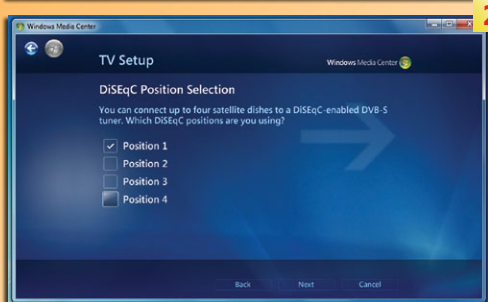 Windows Media Center
2
TV Setup
Windows Media Center
DiSEqC Position Selection
You can connect up to four satellite dishes to a DiSEqC-enabled DVB-S
tuner. Which DiSEqC positions are you using?
Position 1
Position 2
Position 3
Position 4
Back Next Cancel